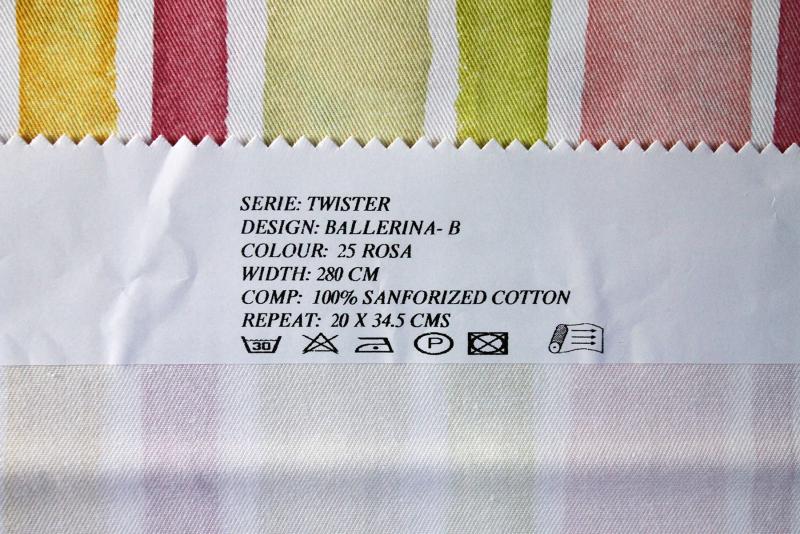 SERIE: TWISTER
DESIGN: BALLERINA- B
COLOUR: 25 ROSA
WIDTH: 280 CM
COMP: 100% SANFORIZED COTTON
REPEAT: 20 X 34.5 CMS
30 P